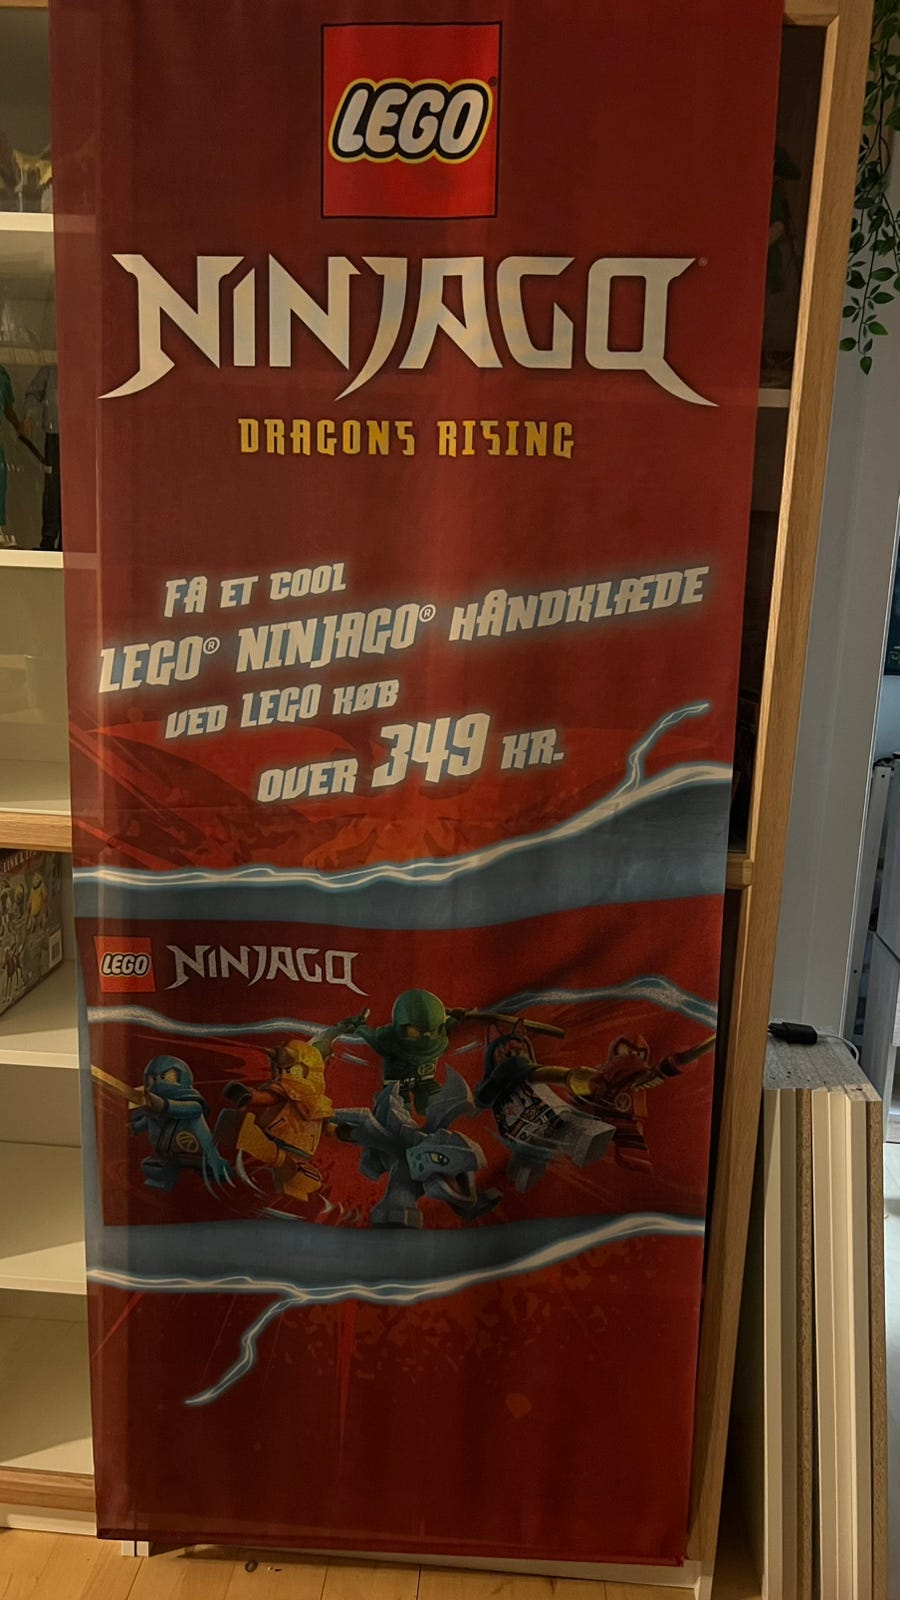 LEGO®
NINJAGO®
DRAGONS RISING
FÅ ET COOL
LEGO® NINJAGO® HÅNDKLÆDE
VED LEGO KØB
OVER 349 KR.
LEGO NINJAGO